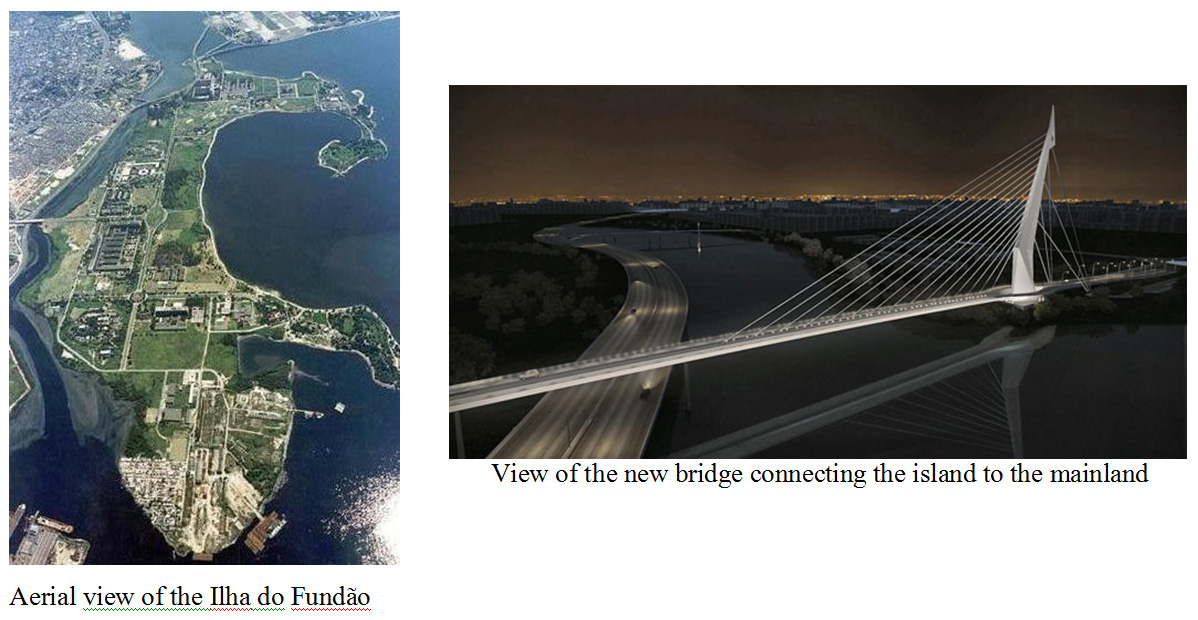 View of the new bridge connecting the island to the mainland
Aerial view of the Ilha do Fundão